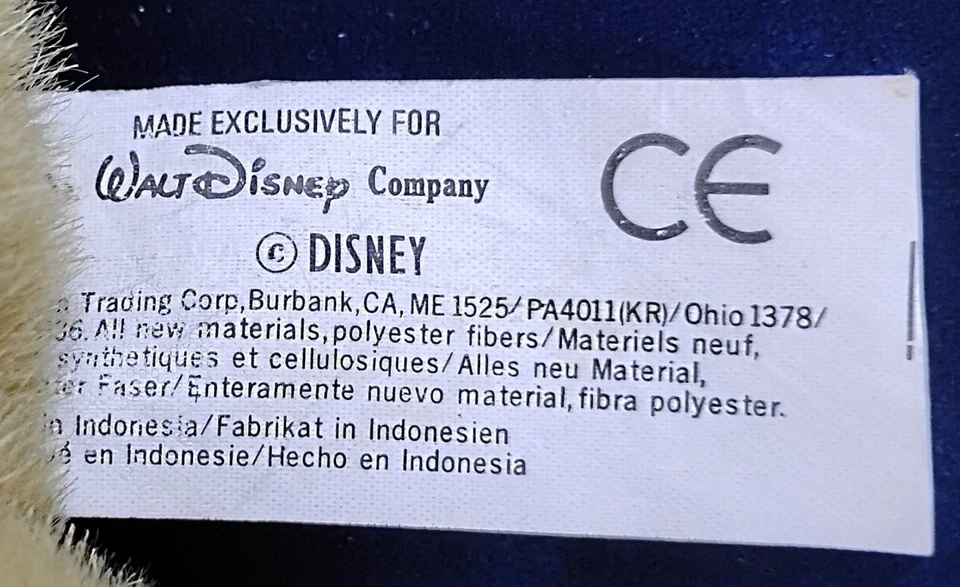 MADE EXCLUSIVELY FOR
WALT DISNEY Company
© DISNEY
CE
Trading Corp, Burbank, CA, ME 1525/PA4011(KR)/Ohio 1378/
All new materials, polyester fibers/Materiels neuf,
synthetiques et cellulosiques/Alles neu Material,
Faser/Enteramente nuevo material, fibra polyester.
Indonesia/Fabrikat in Indonesien
en Indonesie/Hecho en Indonesia